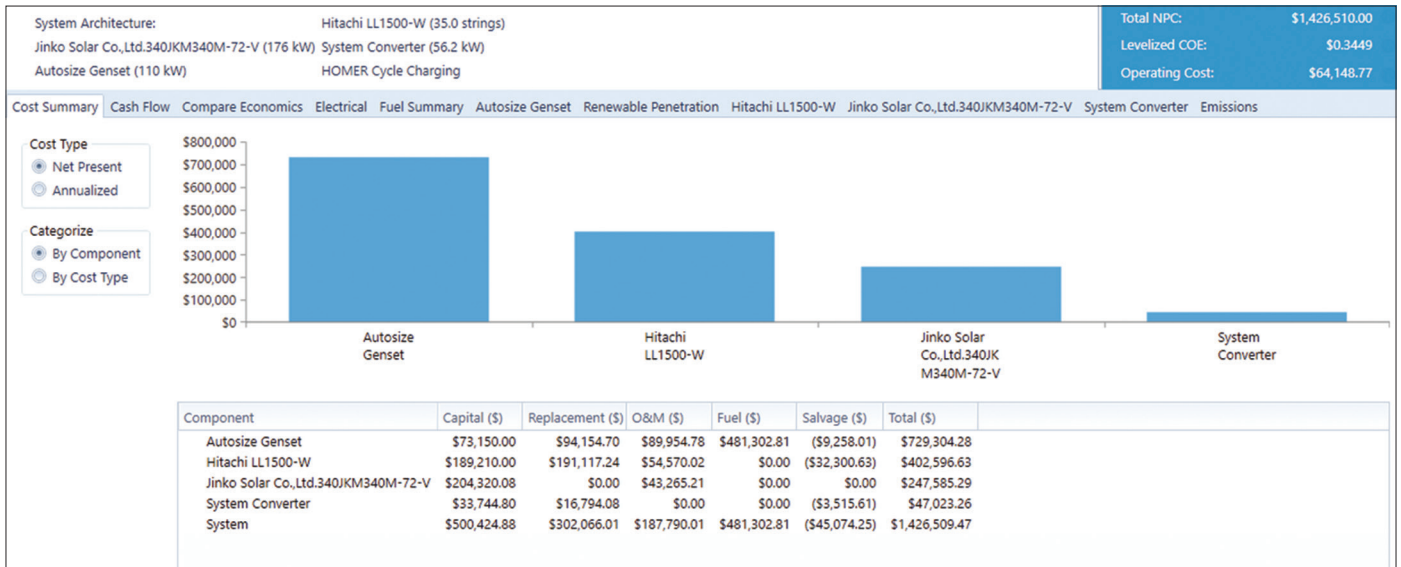 System Architecture:
Hitachi LL1500-W (35.0 strings)
Jinko Solar Co.,Ltd.340JKM340M-72-V (176 kW)
System Converter (56.2 kW)
Autosize Genset (110 kW)
HOMER Cycle Charging
Total NPC: $1,426,510.00
Levelized COE: $0.3449
Operating Cost: $64,148.77
Cost Summary Cash Flow Compare Economics Electrical Fuel Summary Autosize Genset Renewable Penetration Hitachi LL1500-W Jinko Solar Co.,Ltd.340JKM340M-72-V System Converter Emissions
Cost Type
Net Present
Annualized
Categorize
By Component
By Cost Type
$800,000
$700,000
$600,000
$500,000
$400,000
$300,000
$200,000
$100,000
$0
Autosize
Genset
Hitachi
LL1500-W
Jinko Solar
Co.,Ltd.340JK
M340M-72-V
System
Converter
Component Capital ($) Replacement ($) O&M ($) Fuel ($) Salvage ($) Total ($)
Autosize Genset $73,150.00 $94,154.70 $89,954.78 $481,302.81 ($9,258.01) $729,304.28
Hitachi LL1500-W $189,210.00 $191,117.24 $54,570.02 $0.00 ($32,300.63) $402,596.63
Jinko Solar Co.,Ltd.340JKM340M-72-V $204,320.08 $0.00 $43,265.21 $0.00 $0.00 $247,585.29
System Converter $33,744.80 $16,794.08 $0.00 $0.00 ($3,515.61) $47,023.26
System $500,424.88 $302,066.01 $187,790.01 $481,302.81 ($45,074.25) $1,426,509.47